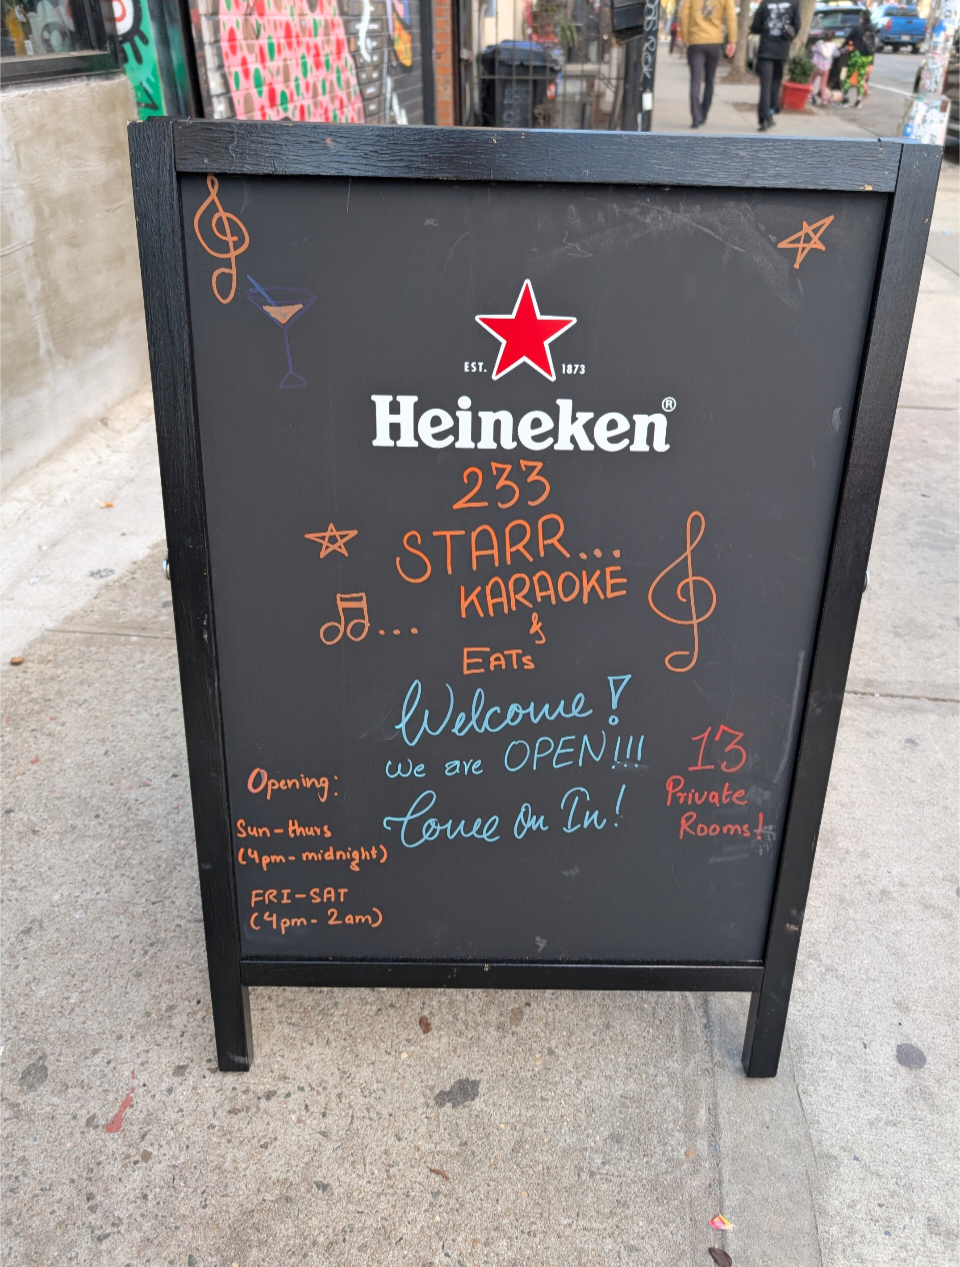 EST. 1873
Heineken®
233
STARR...
KARAOKE
&
EATs
Welcome!
we are OPEN!!!
Come On In!
13
Private
Rooms!
Opening:
Sun-thurs
(4pm-midnight)
FRI-SAT
(4pm-2am)